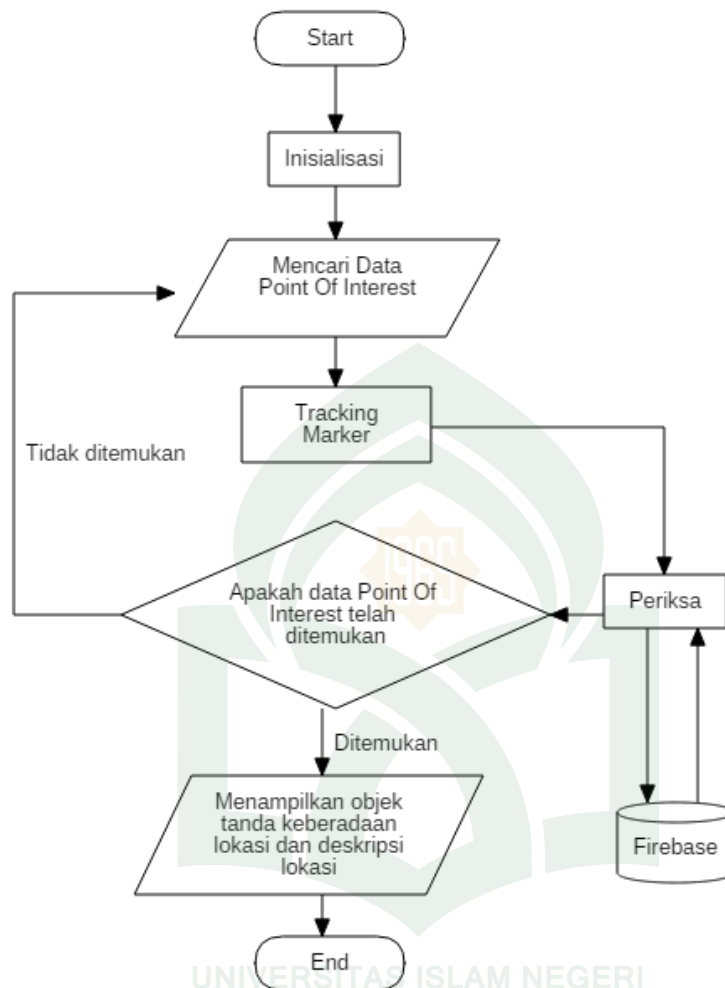 Start
Inisialisasi
Mencari Data
Point Of Interest
Tracking
Marker
Tidak ditemukan
1965
Apakah data Point Of
Interest telah
ditemukan
Periksa
Ditemukan
Menampilkan objek
tanda keberadaan
lokasi dan deskripsi
lokasi
Firebase
End
UNIVERSITAS ISLAM NEGERI